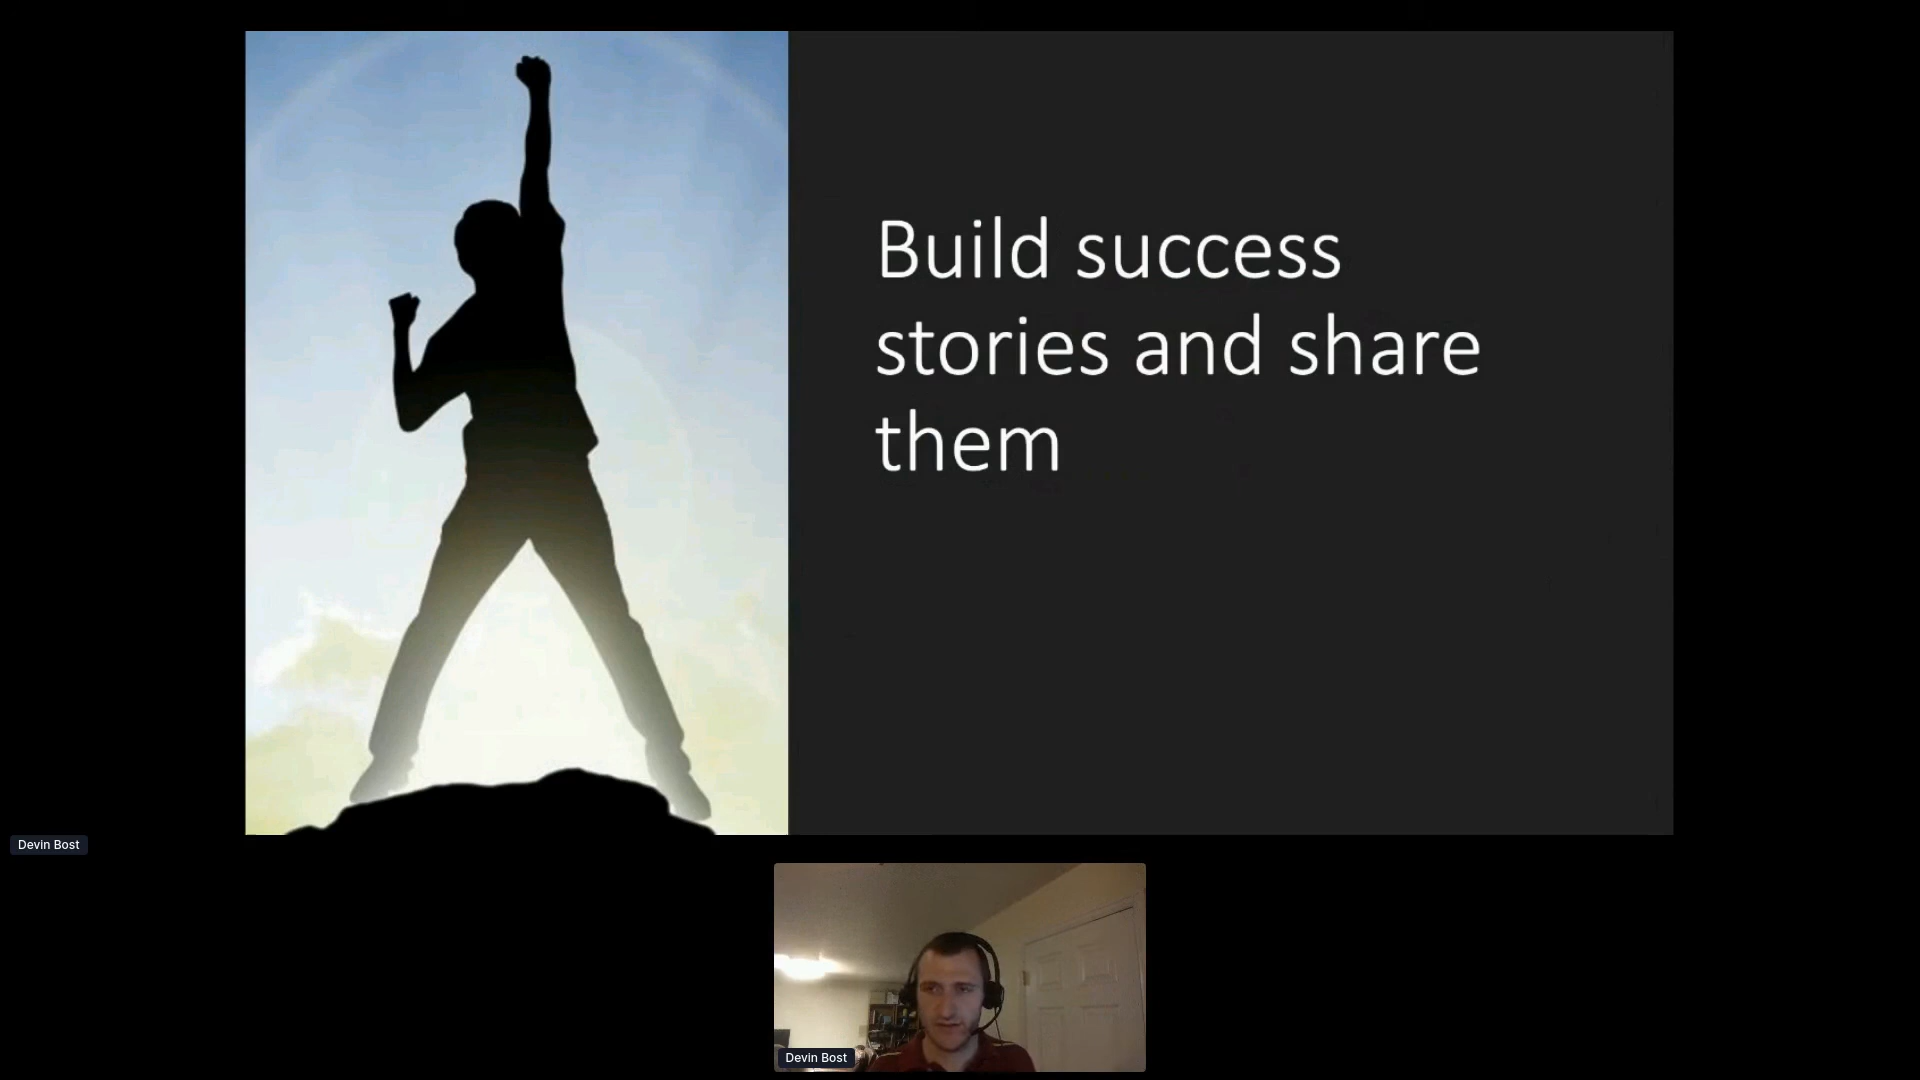 Build success
stories and share
them
Devin Bost
Devin Bost